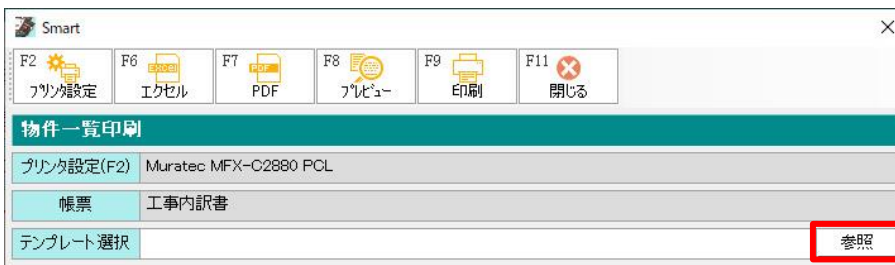 Smart
F2 F6 EXCEL F7 PDF F8 F9 F11
プリンタ設定 エクセル PDF プレビュー 印刷 閉じる
物件一覧印刷
プリンタ設定(F2) Muratec MFX-C2880 PCL
帳票 工事内訳書
テンプレート選択 参照